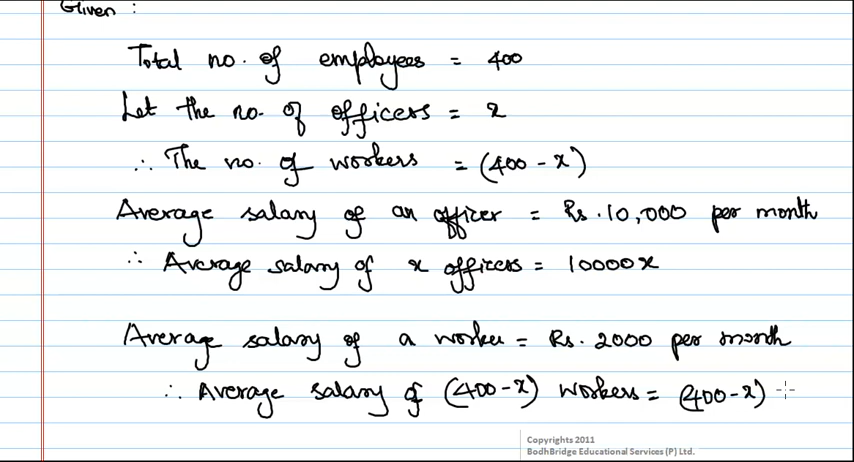 Given :
Total no. of employees = 400
Let the no. of officers = x
∴ The no. of workers = (400 - x)
Average salary of an officer = Rs. 10,000 per month
∴ Average salary of x officers = 10000x
Average salary of a worker = Rs. 2000 per month
∴ Average salary of (400 - x) workers = (400 - x)
Copyrights 2011
BodhBridge Educational Services (P) Ltd.